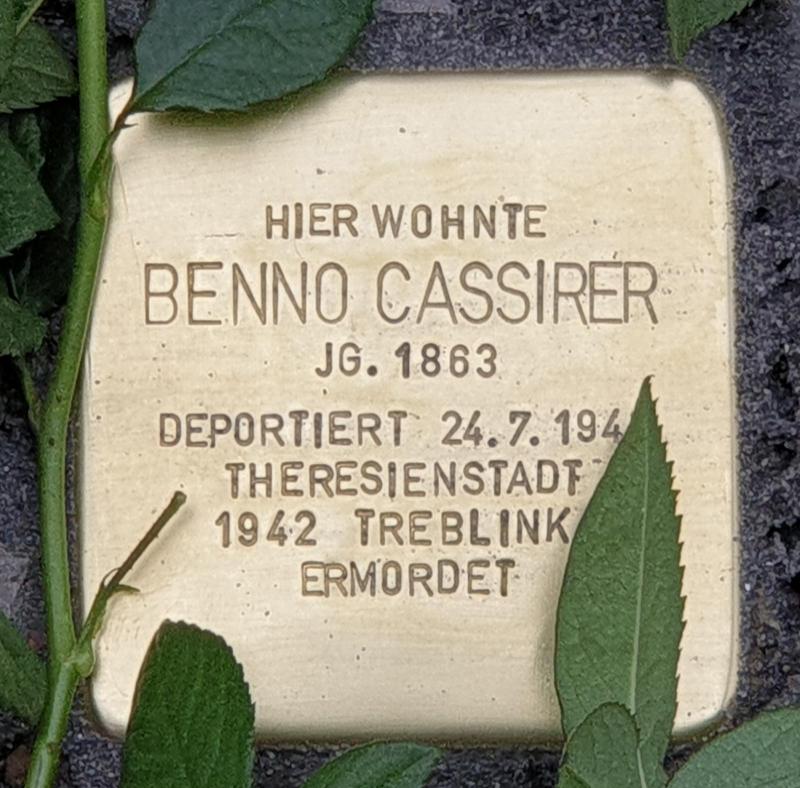 HIER WOHNTE
BENNO CASSIRER
JG. 1863
DEPORTIERT 24.7.194
THERESIENSTADT
1942 TREBLINK
ERMORDET